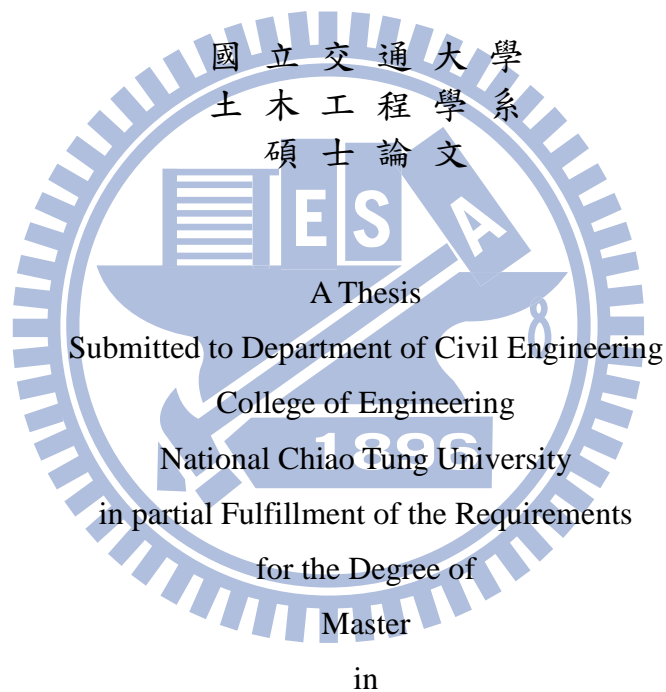 國立交通大學
土木工程學系
碩士論文
E S A
A Thesis
8
Submitted to Department of Civil Engineering
College of Engineering
1896
National Chiao Tung University
in partial Fulfillment of the Requirements
for the Degree of
Master
in